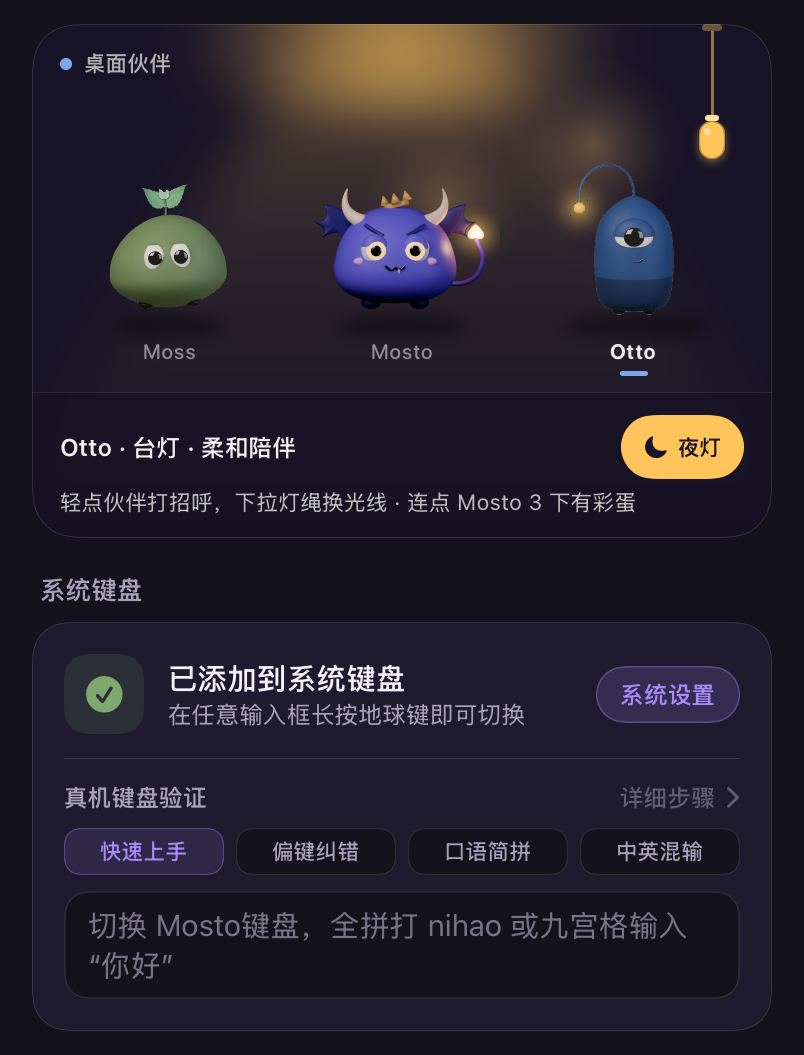 桌面伙伴
Moss
Mosto
Otto
Otto · 台灯 · 柔和陪伴
夜灯
轻点伙伴打招呼，下拉灯绳换光线 · 连点 Mosto 3 下有彩蛋
系统键盘
已添加到系统键盘
在任意输入框长按地球键即可切换
系统设置
真机键盘验证
详细步骤
快速上手
偏键纠错
口语简拼
中英混输
切换 Mosto键盘，全拼打 nihao 或九宫格输入
“你好”